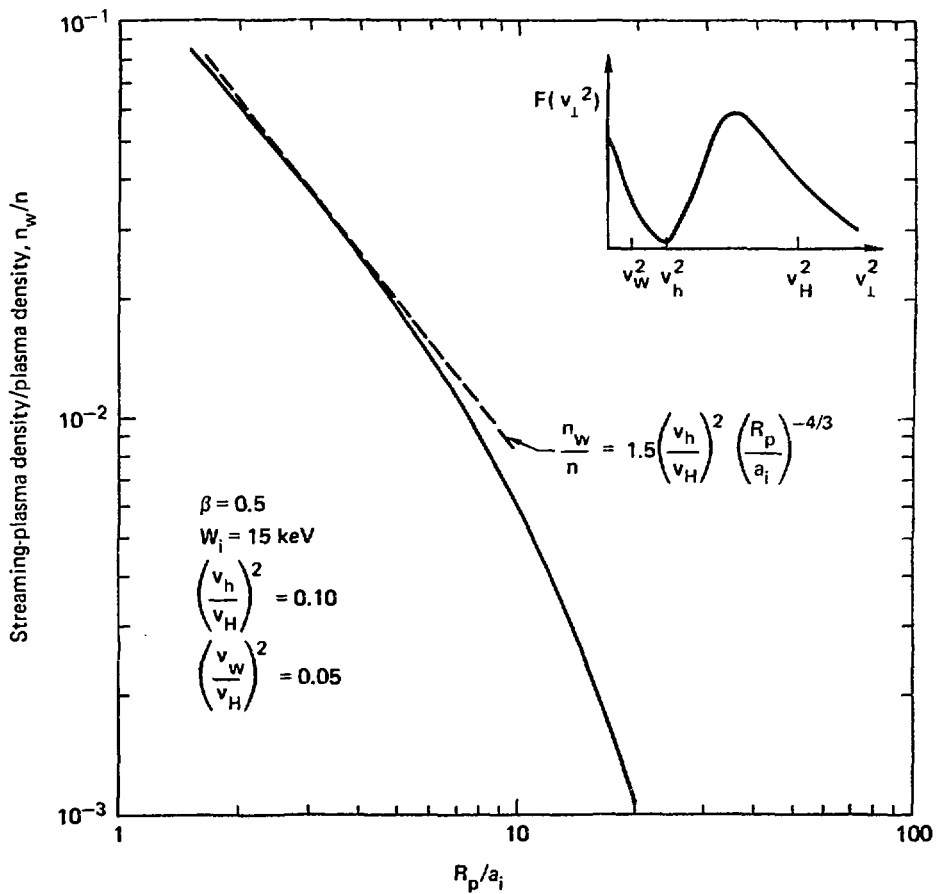 Streaming-plasma density/plasma density, n_w/n
10⁻¹
10⁻²
10⁻³
F(v_⊥²)
v_w² v_h² v_H² v_⊥²
n_w/n = 1.5(v_h/v_H)² (R_p/a_i)^(-4/3)
β = 0.5
W_i = 15 keV
(v_h/v_H)² = 0.10
(v_w/v_H)² = 0.05
1 10 100
R_p/a_i